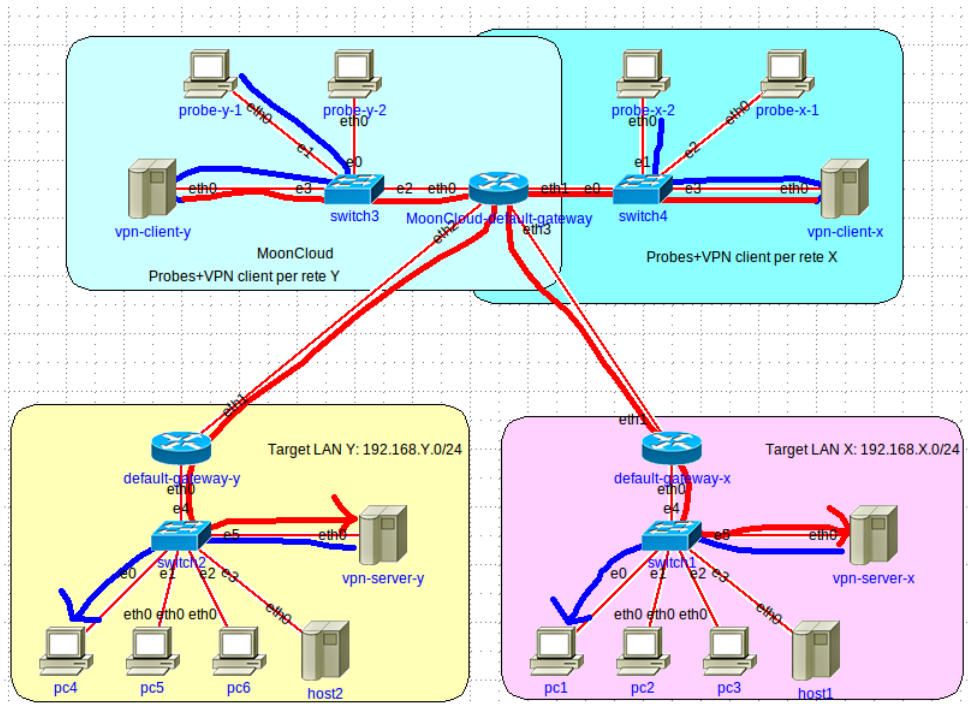 probe-y-1
probe-y-2
probe-x-2
probe-x-1
eth0
eth0
eth0
eth0
e1
e0
e1
e2
eth0
e3
e2
eth0
eth1
e0
e3
eth0
switch3
MoonCloud-default-gateway
switch4
vpn-client-y
vpn-client-x
eth2
eth3
MoonCloud
Probes+VPN client per rete Y
Probes+VPN client per rete X
eth1
eth1
Target LAN Y: 192.168.Y.0/24
Target LAN X: 192.168.X.0/24
default-gateway-y
default-gateway-x
eth0
eth0
e4
e4
e5
eth0
e5
eth0
switch2
switch1
vpn-server-y
vpn-server-x
e0
e1
e2
e3
e0
e1
e2
e3
eth0 eth0 eth0
eth0
eth0 eth0
eth0
pc4
pc5
pc6
host2
pc1
pc2
pc3
host1